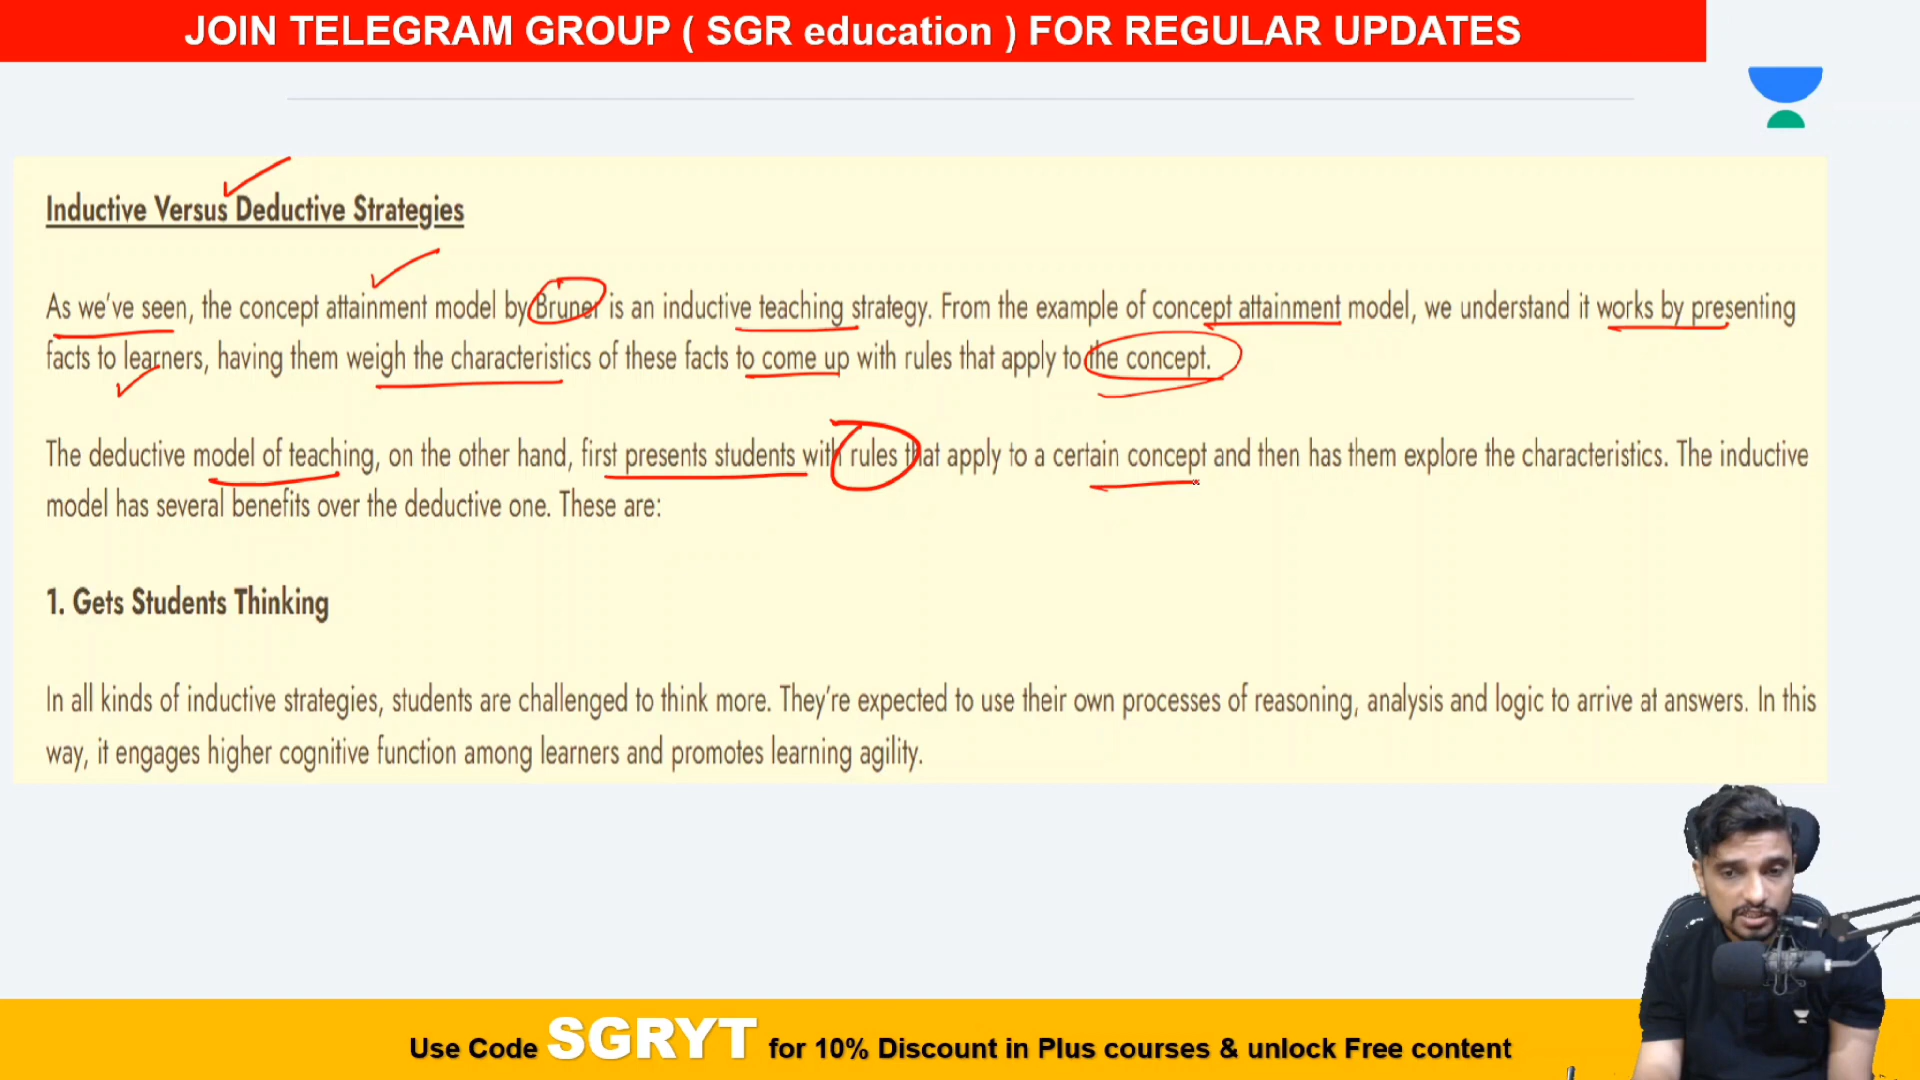 JOIN TELEGRAM GROUP ( SGR education ) FOR REGULAR UPDATES
Inductive Versus Deductive Strategies
As we've seen, the concept attainment model by Bruner is an inductive teaching strategy. From the example of concept attainment model, we understand it works by presenting
facts to learners, having them weigh the characteristics of these facts to come up with rules that apply to the concept.
The deductive model of teaching, on the other hand, first presents students with rules that apply to a certain concept and then has them explore the characteristics. The inductive
model has several benefits over the deductive one. These are:
1. Gets Students Thinking
In all kinds of inductive strategies, students are challenged to think more. They're expected to use their own processes of reasoning, analysis and logic to arrive at answers. In this
way, it engages higher cognitive function among learners and promotes learning agility.
Use Code SGRYT for 10% Discount in Plus courses & unlock Free content